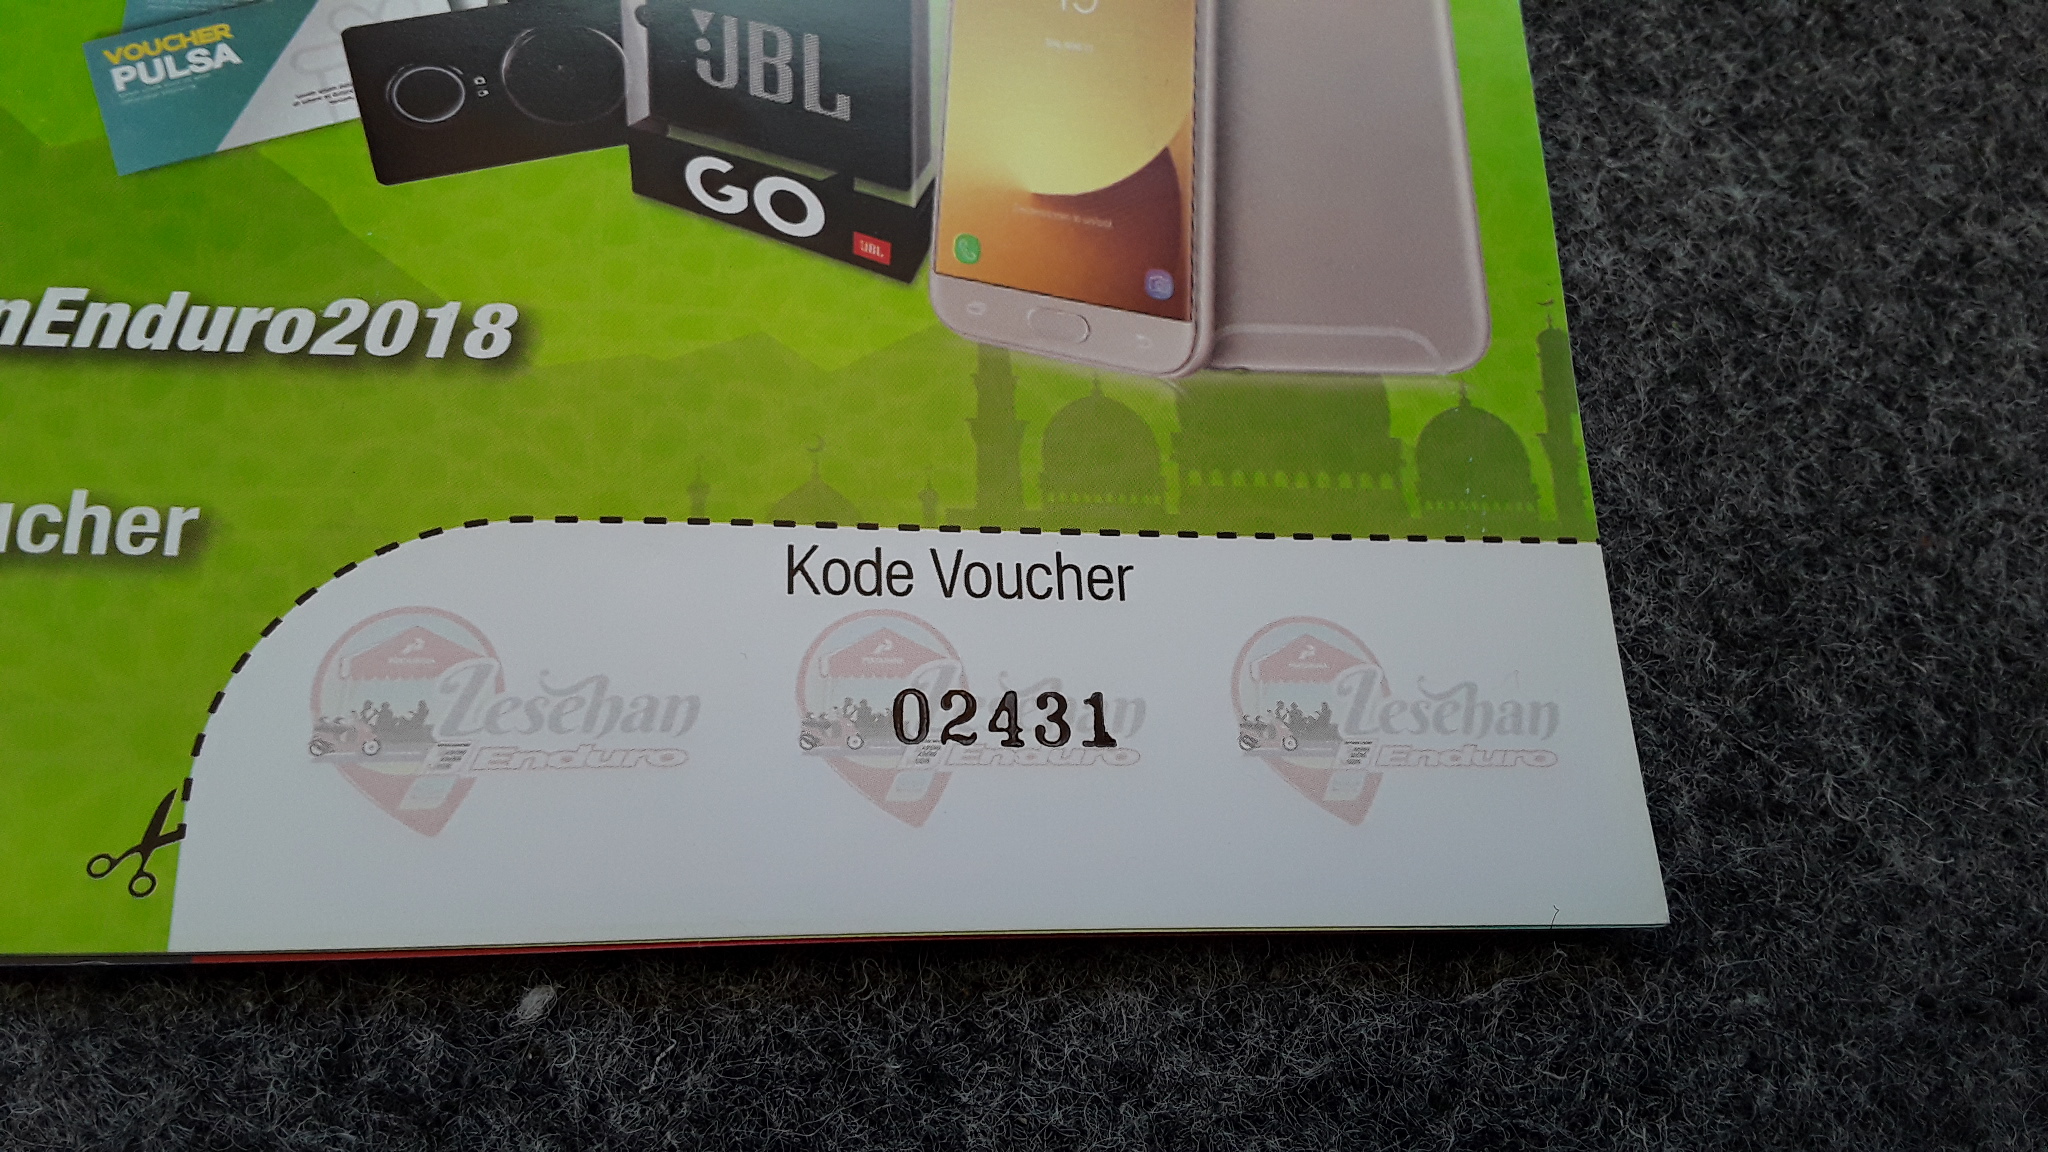 VOUCHER
PULSA
JBL
GO
JBL
nEnduro2018
ucher
Kode Voucher
Lesehan
Enduro
02431
Lesehan
Enduro
Lesehan
Enduro